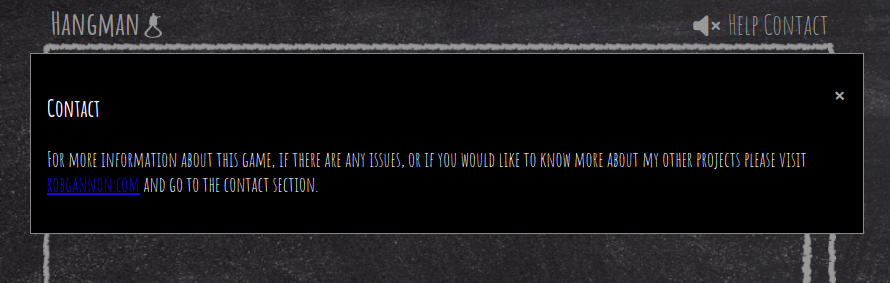 Hangman
Help Contact
Contact
For more information about this game, if there are any issues, or if you would like to know more about my other projects please visit
robgannon.com and go to the contact section.